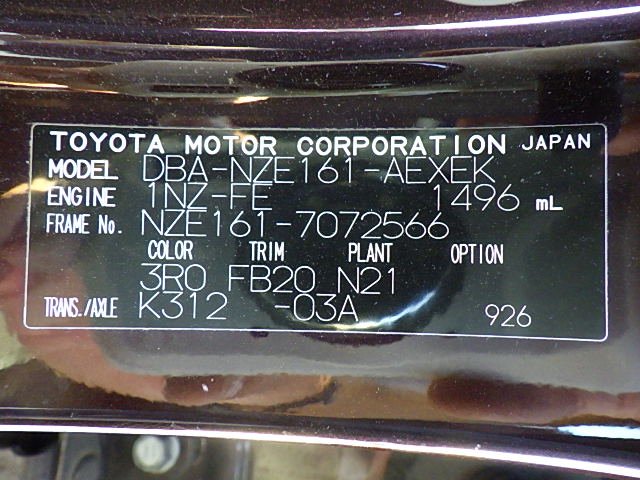 TOYOTA MOTOR CORPORATION JAPAN
MODEL DBA-NZE161-AEXEK
ENGINE 1NZ-FE 1496 mL
FRAME No. NZE161-7072566
COLOR TRIM PLANT OPTION
3R0 FB20 N21
TRANS./AXLE K312 -03A 926